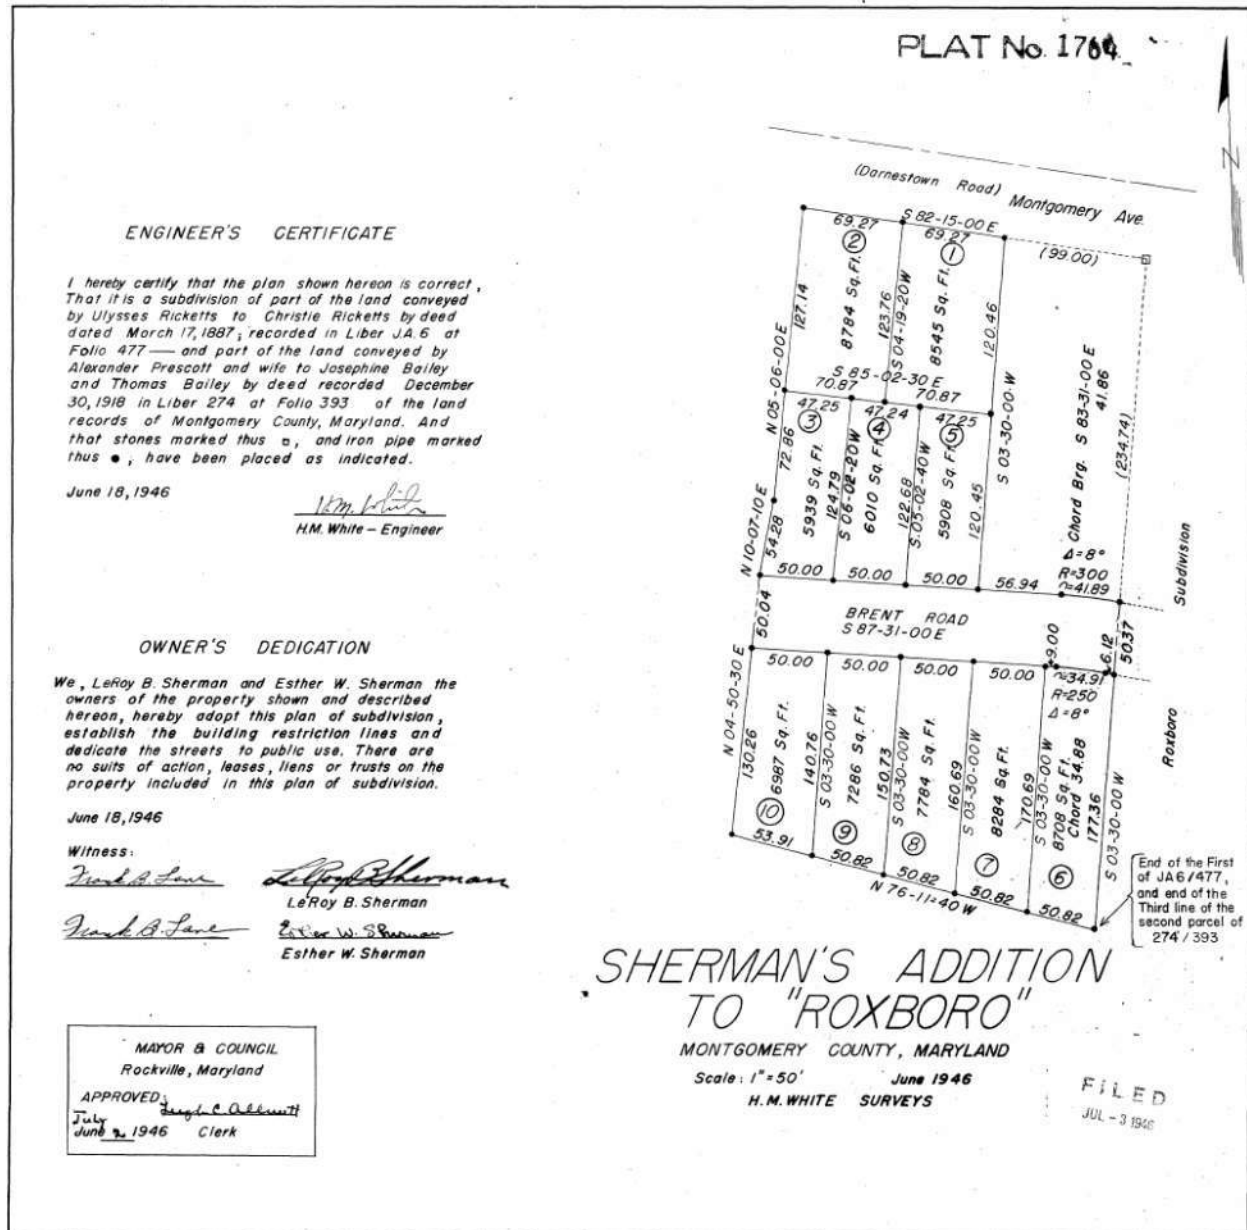 PLAT No. 1764
(Darnestown Road) Montgomery Ave.
N
S 82-15-00 E
69.27
69.27
(99.00)
2
1
127.14
8784 Sq. Ft.
123.76
S 04-19-20W
8545 Sq. Ft.
120.46
N 05-06-00E
S 85-02-30 E
70.87
70.87
S 03-30-00 W
Chord Brg. S 83-31-00 E
41.86
(234.74)
47.25
47.24
47.25
3
4
5
72.86
5939 Sq. Ft.
124.79
S 06-02-20W
6010 Sq. Ft.
122.68
S. 05-02-40W
5908 Sq. Ft.
120.45
N 10-07-10 E
54.28
Δ=8°
R=300
41.89
50.00
50.00
50.00
56.94
Subdivision
BRENT ROAD
S 87-31-00 E
50.04
9.00
6.12
50.37
50.00
50.00
50.00
50.00
34.91
R=250
Δ=8°
Roxboro
N 04-50-30 E
130.26
6987 Sq. Ft.
140.76
S 03-30-00 W
7286 Sq. Ft.
150.73
S 03-30-00W
7784 Sq. Ft.
160.69
S 03-30-00 W
8284 Sq. Ft.
170.69
S 03-30-00 W
8708 Sq. Ft.
Chord 34.88
177.36
S 03-30-00 W
10
9
8
7
6
53.91
50.82
50.82
50.82
50.82
N 76-11-40 W
End of the First
of JA6/477,
and end of the
Third line of the
second parcel of
274/393
ENGINEER'S CERTIFICATE
I hereby certify that the plan shown hereon is correct,
That it is a subdivision of part of the land conveyed
by Ulysses Ricketts to Christie Ricketts by deed
dated March 17, 1887; recorded in Liber J.A. 6 at
Folio 477 — and part of the land conveyed by
Alexander Prescott and wife to Josephine Bailey
and Thomas Bailey by deed recorded December
30, 1918 in Liber 274 at Folio 393 of the land
records of Montgomery County, Maryland. And
that stones marked thus □, and iron pipe marked
thus ●, have been placed as indicated.
June 18, 1946
H.M. White
H.M. White – Engineer
OWNER'S DEDICATION
We, LeRoy B. Sherman and Esther W. Sherman the
owners of the property shown and described
hereon, hereby adopt this plan of subdivision,
establish the building restriction lines and
dedicate the streets to public use. There are
no suits of action, leases, liens or trusts on the
property included in this plan of subdivision.
June 18, 1946
Witness:
Frank B. Lane LeRoy B Sherman
LeRoy B. Sherman
Frank B. Lane Esther W. Sherman
Esther W. Sherman
MAYOR & COUNCIL
Rockville, Maryland
APPROVED:
July
June 2 1946 Clerk
SHERMAN'S ADDITION
TO "ROXBORO"
MONTGOMERY COUNTY, MARYLAND
Scale: 1"=50' June 1946
H.M. WHITE SURVEYS
FILED
JUL -3 1946